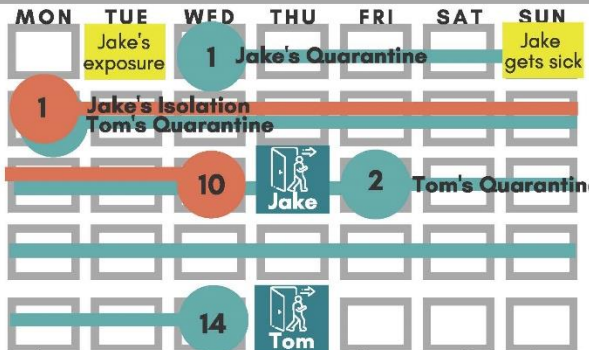 MON TUE WED THU FRI SAT SUN
Jake's
exposure
1 Jake's Quarantine
Jake
gets sick
1 Jake's Isolation
Tom's Quarantine
10
Jake
2 Tom's Quarantine
14
Tom